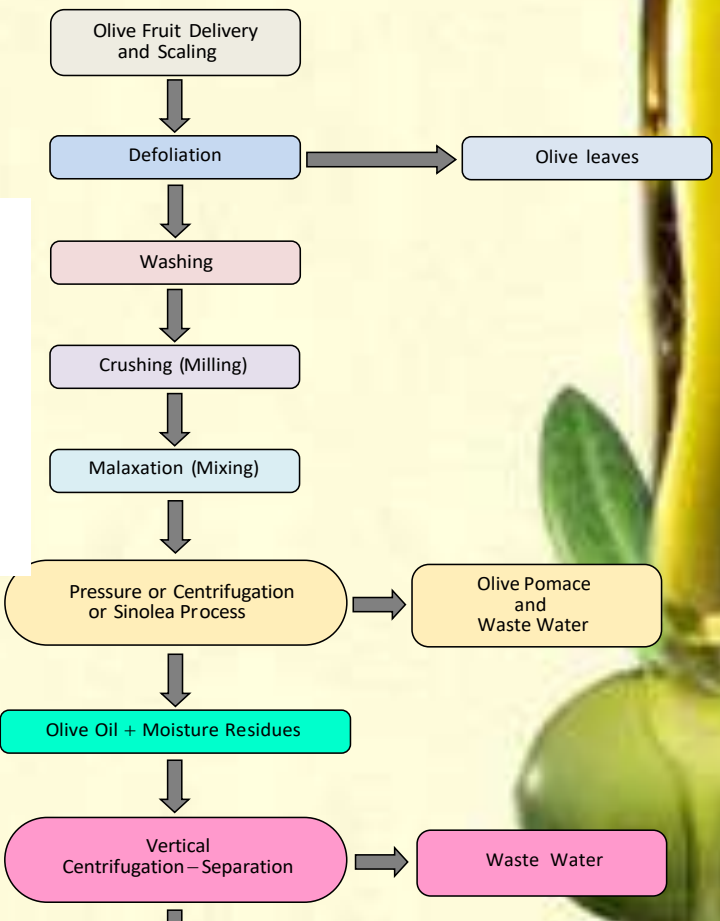 Olive Fruit Delivery
and Scaling
Defoliation
Olive leaves
Washing
Crushing (Milling)
Malaxation (Mixing)
Pressure or Centrifugation
or Sinolea Process
Olive Pomace
and
Waste Water
Olive Oil + Moisture Residues
Vertical
Centrifugation – Separation
Waste Water